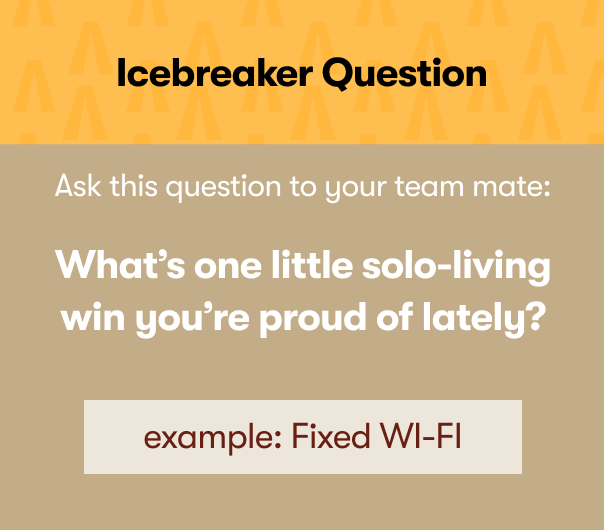 Icebreaker Question
Ask this question to your team mate:
What's one little solo-living
win you're proud of lately?
example: Fixed WI-FI